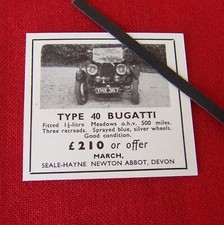 TYPE 40 BUGATTI
Fitted 1½-litre Meadows o.h.v. 500 miles.
Three recreads. Sprayed blue, silver wheels.
Good condition.
£210 or offer
MARCH,
SEALE-HAYNE NEWTON ABBOT, DEVON